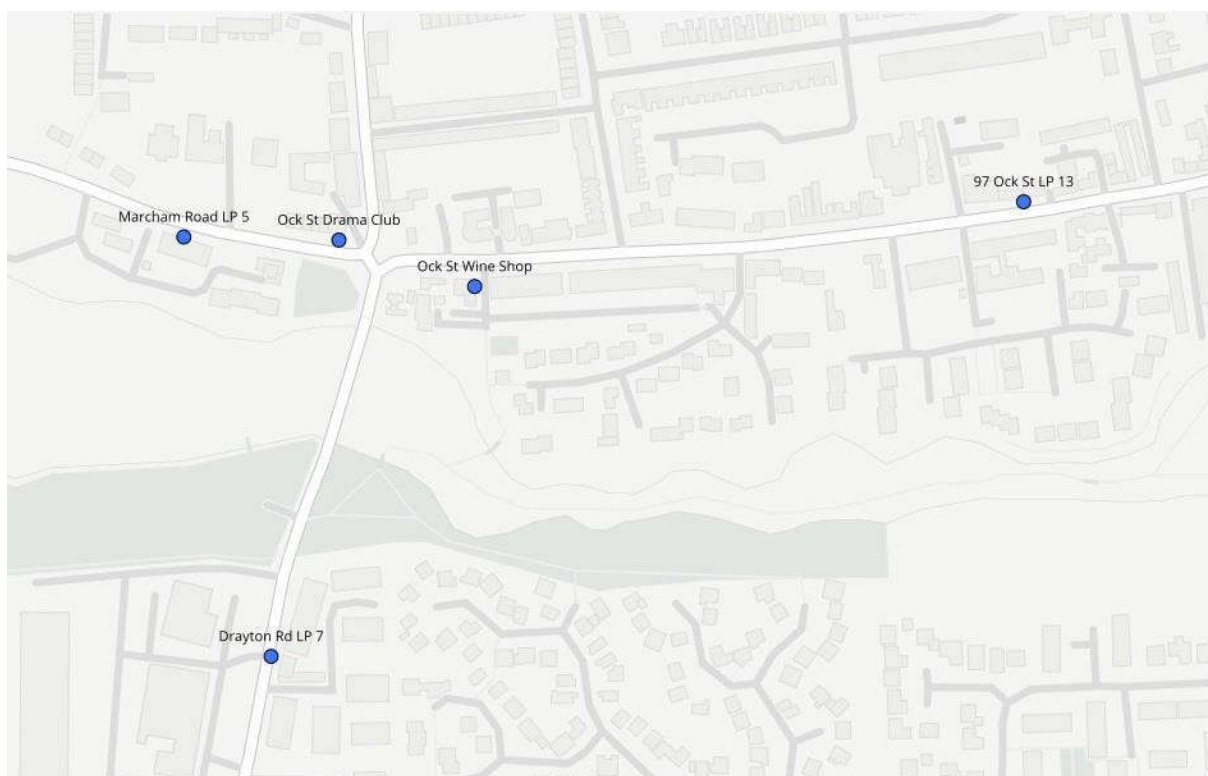 97 Ock St LP 13
Marcham Road LP 5
Ock St Drama Club
Ock St Wine Shop
Drayton Rd LP 7